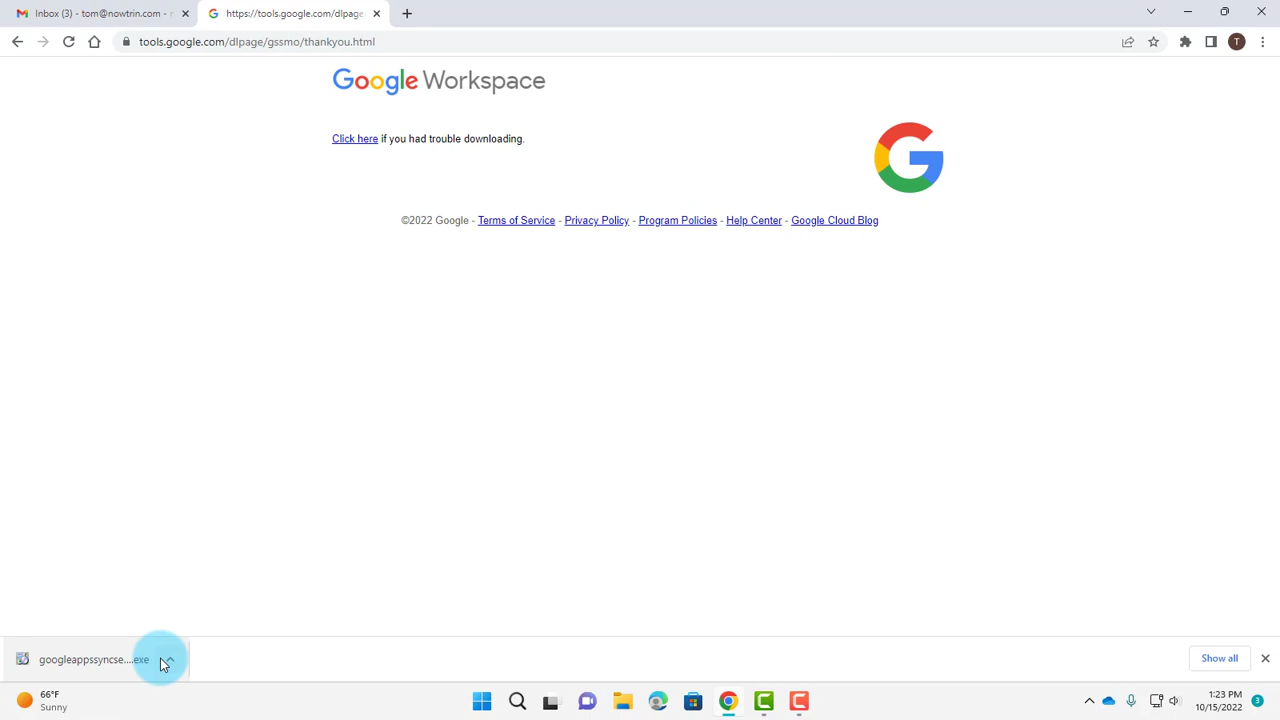 Inbox (3) - tom@nowtrin.com - n
https://tools.google.com/dlpage
tools.google.com/dlpage/gssmo/thankyou.html
T
Google Workspace
Click here if you had trouble downloading.
©2022 Google - Terms of Service - Privacy Policy - Program Policies - Help Center - Google Cloud Blog
googleappssyncse....exe
Show all
66°F
Sunny
1:23 PM
10/15/2022
3